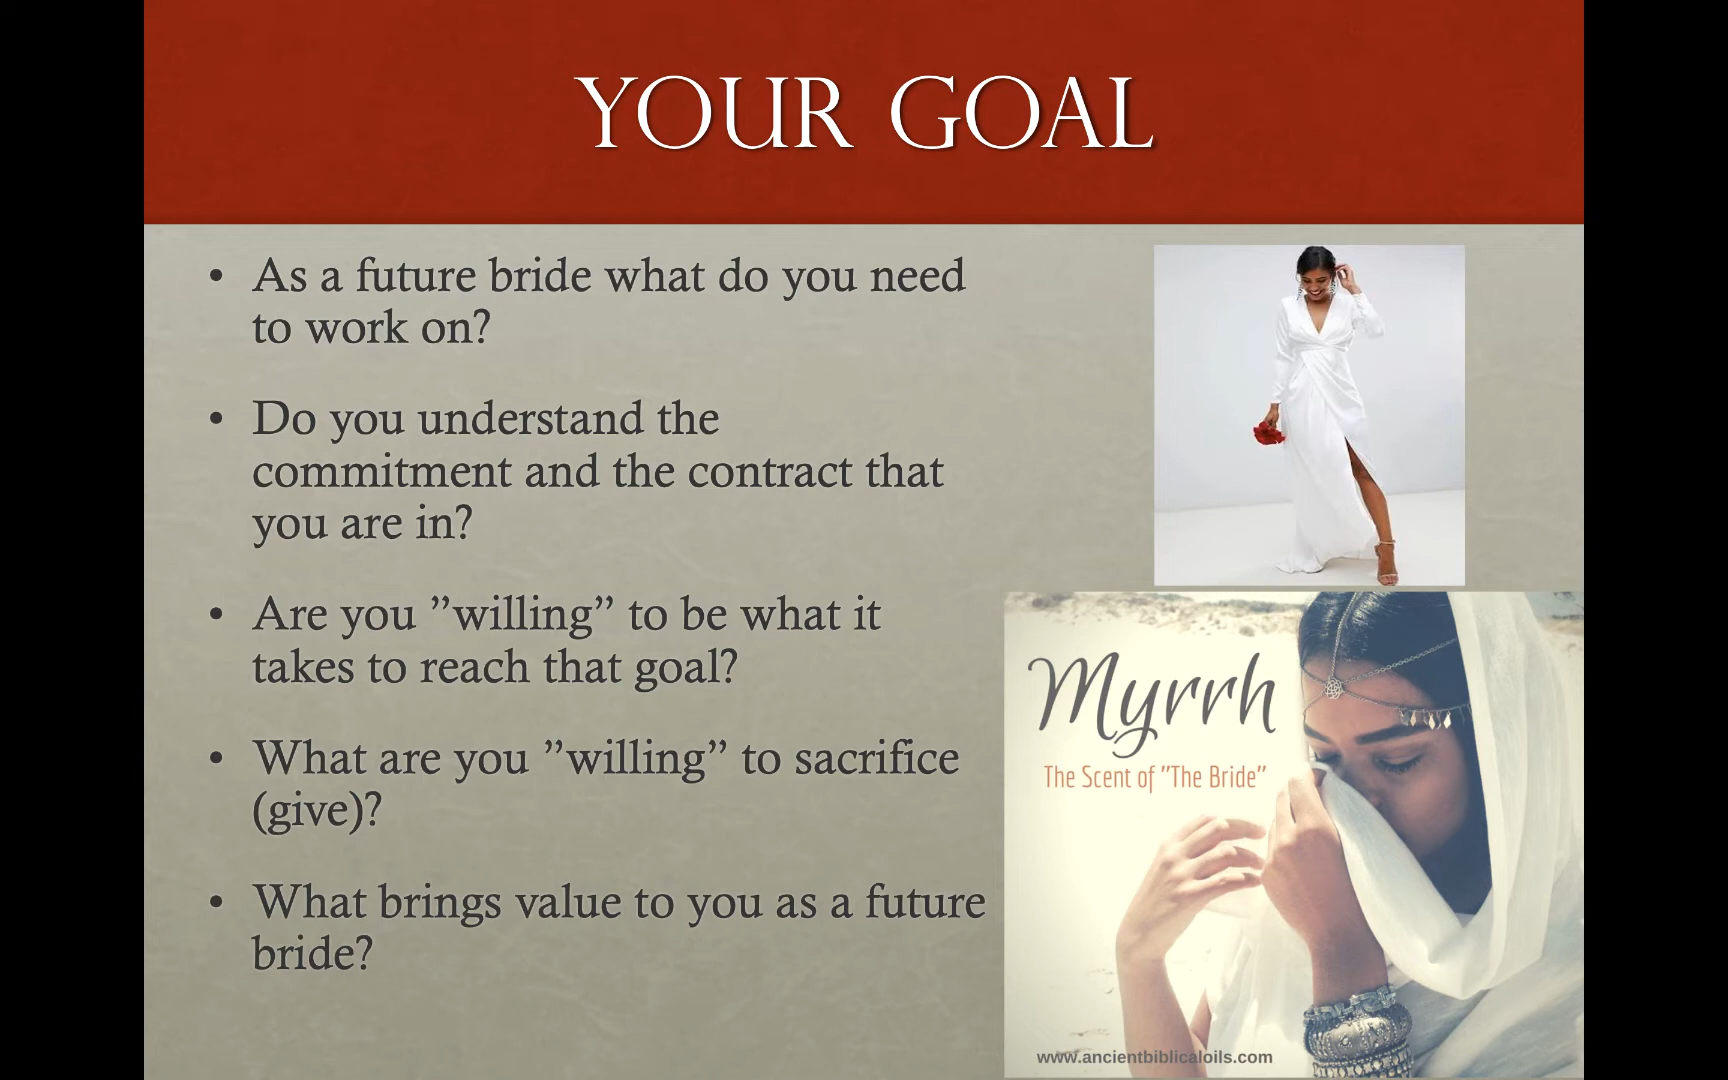 YOUR GOAL
• As a future bride what do you need
to work on?
• Do you understand the
commitment and the contract that
you are in?
• Are you ”willing” to be what it
takes to reach that goal?
• What are you ”willing” to sacrifice
(give)?
• What brings value to you as a future
bride?
Myrrh
The Scent of "The Bride"
www.ancientbiblicaloils.com